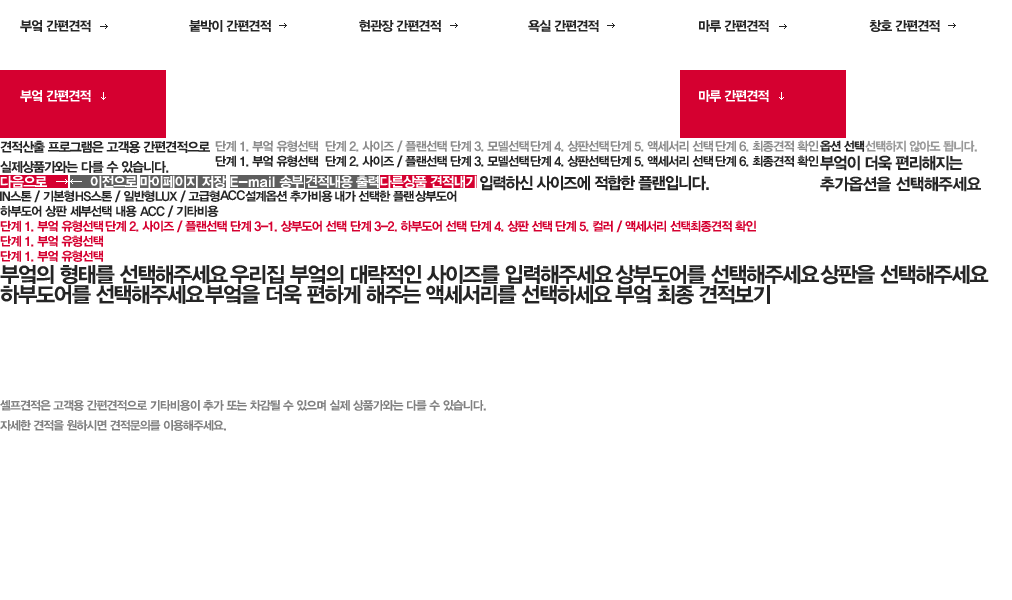 부엌 간편견적 → 붙박이 간편견적 → 현관장 간편견적 → 욕실 간편견적 → 마루 간편견적 → 창호 간편견적 →
부엌 간편견적 ↓ 마루 간편견적 ↓
견적산출 프로그램은 고객용 간편견적으로 단계 1. 부엌 유형선택 단계 2. 사이즈 / 플랜선택 단계 3. 모델선택 단계 4. 상판선택 단계 5. 액세서리 선택 단계 6. 최종견적 확인 옵션 선택 선택하지 않아도 됩니다.
실제상품가와는 다를 수 있습니다. 단계 1. 부엌 유형선택 단계 2. 사이즈 / 플랜선택 단계 3. 모델선택 단계 4. 상판선택 단계 5. 액세서리 선택 단계 6. 최종견적 확인 부엌이 더욱 편리해지는
다음으로 → ← 이전으로 마이페이지 저장 E-mail 송부 견적내용 출력 다른상품 견적내기 입력하신 사이즈에 적합한 플랜입니다. 추가옵션을 선택해주세요
IN스톤 / 기본형 HS스톤 / 일반형 LUX / 고급형 ACC 설계옵션 추가비용 내가 선택한 플랜 상부도어
하부도어 상판 세부선택 내용 ACC / 기타비용
단계 1. 부엌 유형선택 단계 2. 사이즈 / 플랜선택 단계 3-1. 상부도어 선택 단계 3-2. 하부도어 선택 단계 4. 상판 선택 단계 5. 컬러 / 액세서리 선택 최종견적 확인
단계 1. 부엌 유형선택
단계 1. 부엌 유형선택
부엌의 형태를 선택해주세요 우리집 부엌의 대략적인 사이즈를 입력해주세요 상부도어를 선택해주세요 상판을 선택해주세요
하부도어를 선택해주세요 부엌을 더욱 편하게 해주는 액세서리를 선택하세요 부엌 최종 견적보기
셀프견적은 고객용 간편견적으로 기타비용이 추가 또는 차감될 수 있으며 실제 상품가와는 다를 수 있습니다.
자세한 견적을 원하시면 견적문의를 이용해주세요.